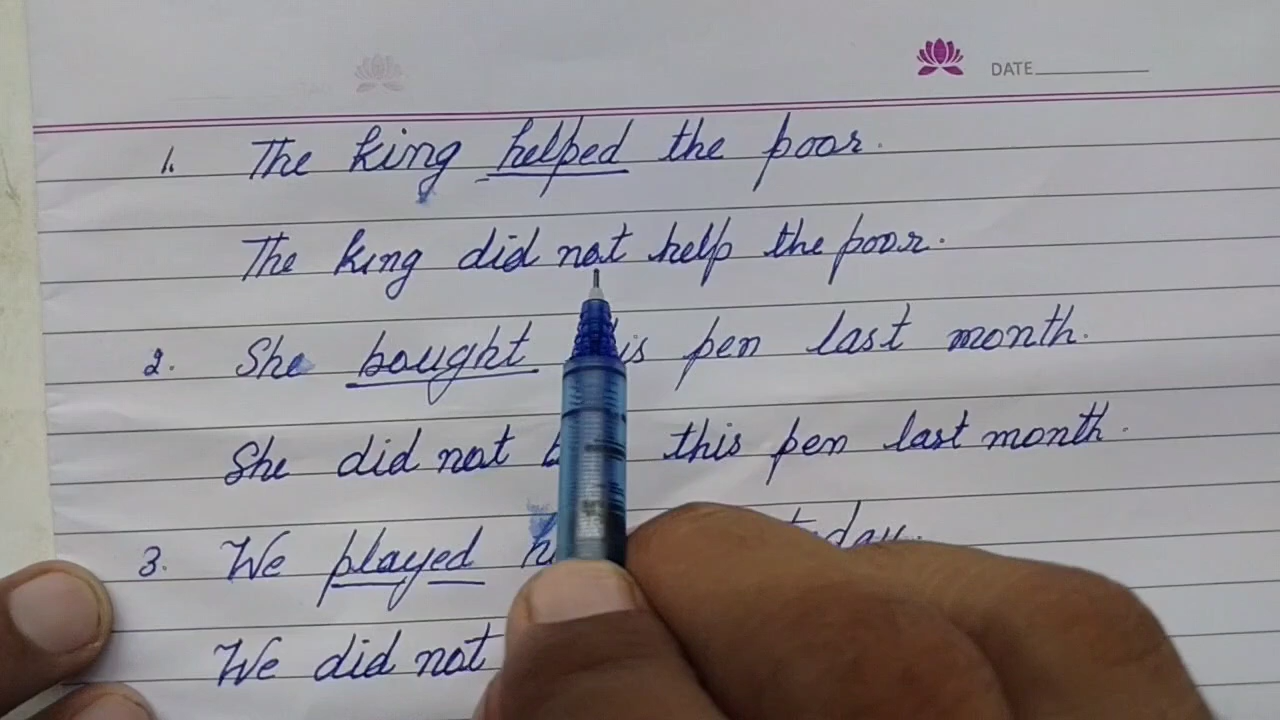 DATE
1. The king helped the poor.
The king did not help the poor.
2. She bought this pen last month.
She did not this pen last month.
3. We played
We did not